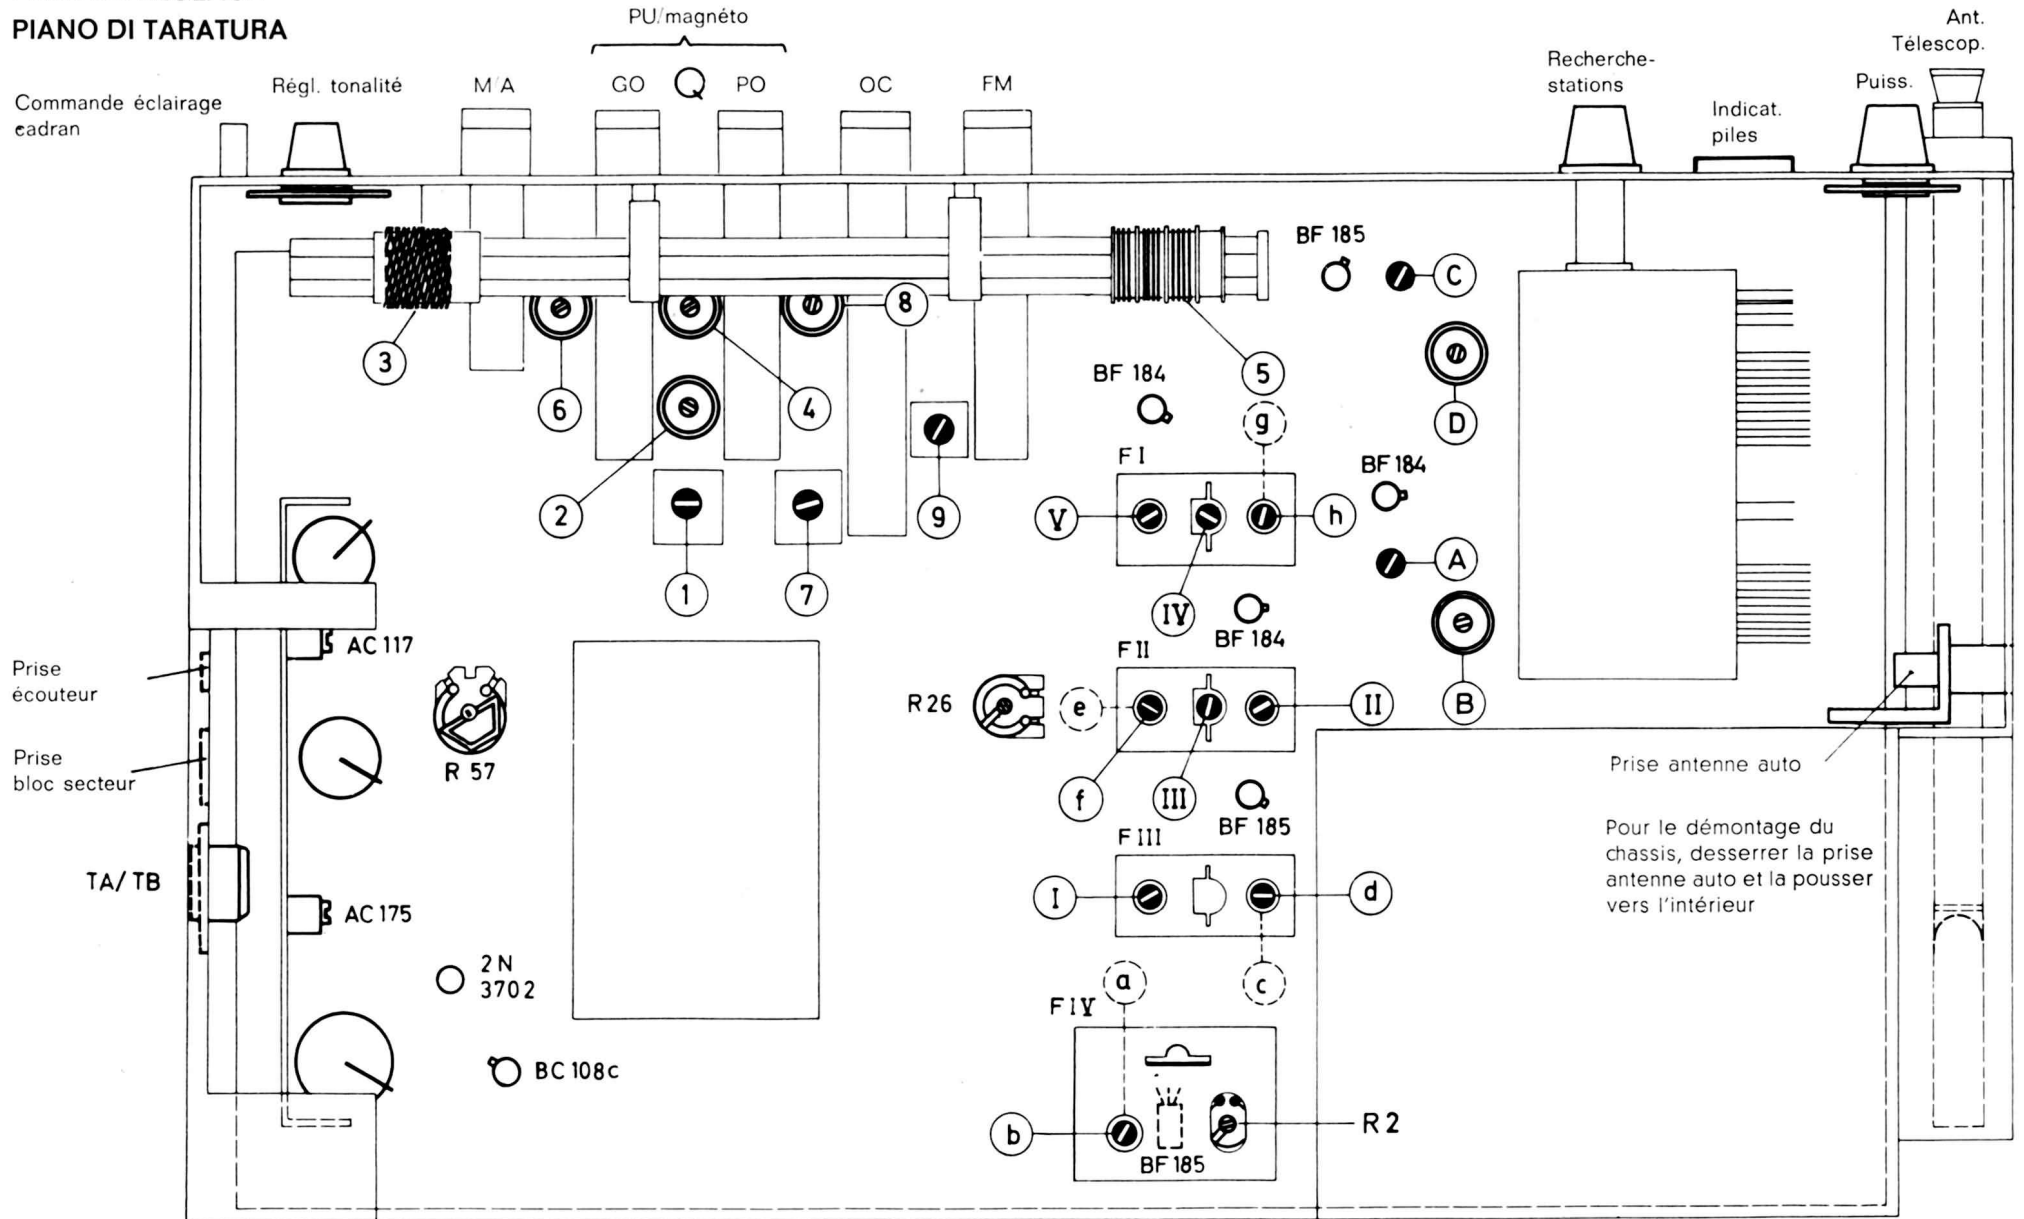 PIANO DI TARATURA
PU/magnéto
Ant.
Télescop.
Commande éclairage
cadran
Régl. tonalité
M/A
GO
PO
OC
FM
Recherche-
stations
Indicat.
piles
Puiss.
BF 185
C
3
8
5
6
4
BF 184
g
D
2
9
F I
V
h
BF 184
1
7
IV
A
BF 184
AC 117
Prise
écouteur
F II
R 26
e
II
B
Prise
bloc secteur
R 57
f
III
BF 185
Prise antenne auto
F III
Pour le démontage du
chassis, desserrer la prise
antenne auto et la pousser
vers l'intérieur
TA/TB
AC 175
I
d
2N
3702
a
c
F IV
BC 108c
b
R 2
BF 185